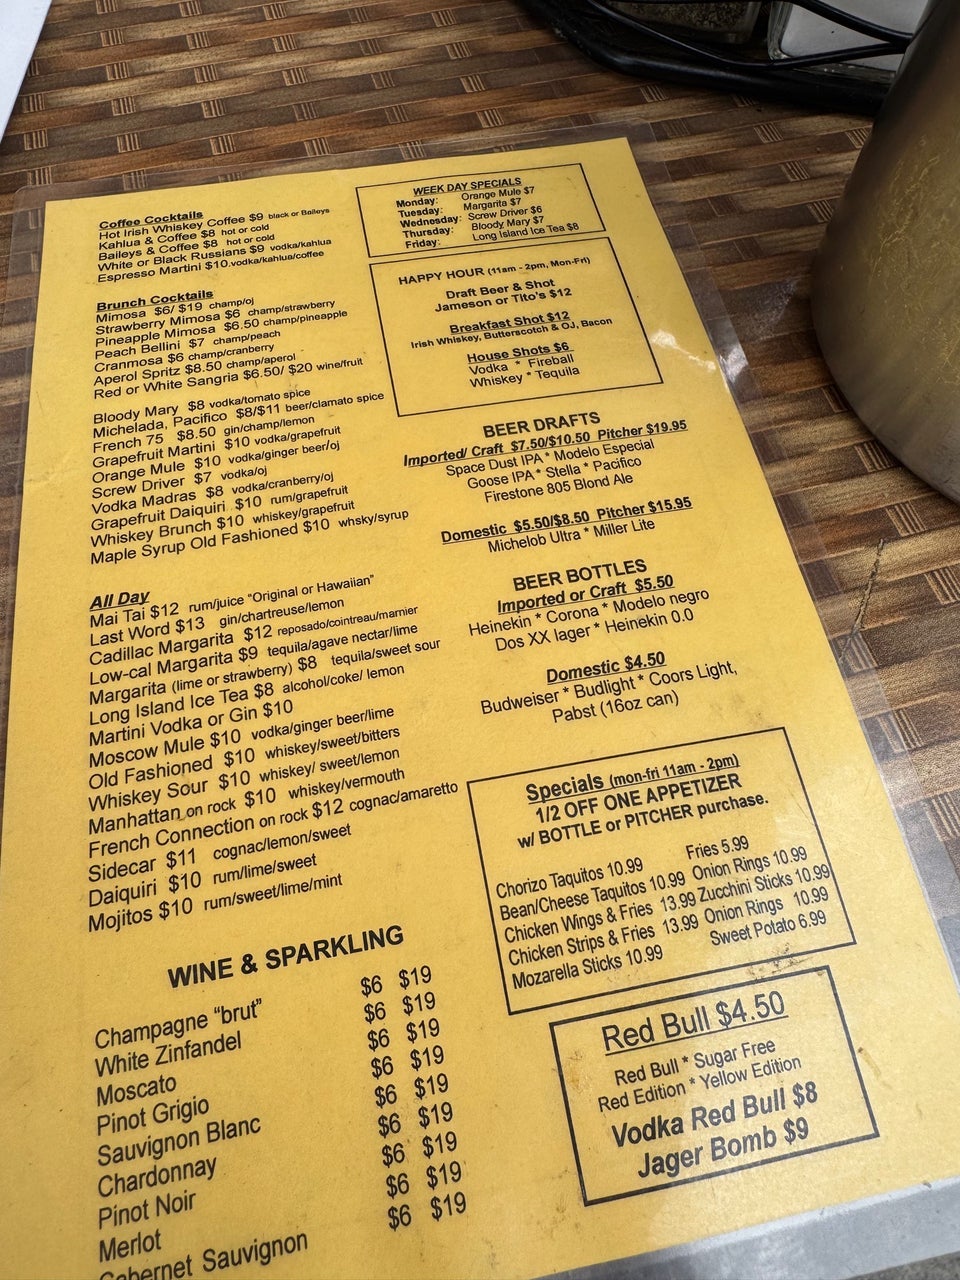 Coffee Cocktails
Hot Irish Whiskey Coffee $9 black or Baileys
Kahlua & Coffee $8 hot or cold
Baileys & Coffee $8 hot or cold
White or Black Russians $9 vodka/kahlua
Espresso Martini $10.vodka/kahlua/coffee
Brunch Cocktails
Mimosa $6/ $19 champ/oj
Strawberry Mimosa $6 champ/strawberry
Pineapple Mimosa $6.50 champ/pineapple
Peach Bellini $7 champ/peach
Cranmosa $6 champ/cranberry
Aperol Spritz $8.50 champ/aperol
Red or White Sangria $6.50/ $20 wine/fruit
Bloody Mary $8 vodka/tomato spice
Michelada, Pacifico $8/$11 beer/clamato spice
French 75 $8.50 gin/champ/lemon
Grapefruit Martini $10 vodka/grapefruit
Orange Mule $10 vodka/ginger beer/oj
Screw Driver $7 vodka/oj
Vodka Madras $8 vodka/cranberry/oj
Grapefruit Daiquiri $10 rum/grapefruit
Whiskey Brunch $10 whiskey/grapefruit
Maple Syrup Old Fashioned $10 whsky/syrup
All Day
Mai Tai $12 rum/juice "Original or Hawaiian"
Last Word $13 gin/chartreuse/lemon
Cadillac Margarita $12 reposado/cointreau/marnier
Low-cal Margarita $9 tequila/agave nectar/lime
Margarita (lime or strawberry) $8 tequila/sweet sour
Long Island Ice Tea $8 alcohol/coke/ lemon
Martini Vodka or Gin $10
Moscow Mule $10 vodka/ginger beer/lime
Old Fashioned $10 whiskey/sweet/bitters
Whiskey Sour $10 whiskey/ sweet/lemon
Manhattan on rock $10 whiskey/vermouth
French Connection on rock $12 cognac/amaretto
Sidecar $11 cognac/lemon/sweet
Daiquiri $10 rum/lime/sweet
Mojitos $10 rum/sweet/lime/mint
WINE & SPARKLING
Champagne "brut" $6 $19
White Zinfandel $6 $19
Moscato $6 $19
Pinot Grigio $6 $19
Sauvignon Blanc $6 $19
Chardonnay $6 $19
Pinot Noir $6 $19
Merlot $6 $19
Cabernet Sauvignon $6 $19
WEEK DAY SPECIALS
Monday: Orange Mule $7
Tuesday: Margarita $7
Wednesday: Screw Driver $6
Thursday: Bloody Mary $7
Friday: Long Island Ice Tea $8
HAPPY HOUR (11am - 2pm, Mon-Fri)
Draft Beer & Shot
Jameson or Tito's $12
Breakfast Shot $12
Irish Whiskey, Butterscotch & OJ, Bacon
House Shots $6
Vodka * Fireball
Whiskey * Tequila
BEER DRAFTS
Imported/ Craft $7.50/$10.50 Pitcher $19.95
Space Dust IPA * Modelo Especial
Goose IPA * Stella * Pacifico
Firestone 805 Blond Ale
Domestic $5.50/$8.50 Pitcher $15.95
Michelob Ultra * Miller Lite
BEER BOTTLES
Imported or Craft $5.50
Heinekin * Corona * Modelo negro
Dos XX lager * Heinekin 0.0
Domestic $4.50
Budweiser * Budlight * Coors Light,
Pabst (16oz can)
Specials (mon-fri 11am - 2pm)
1/2 OFF ONE APPETIZER
w/ BOTTLE or PITCHER purchase.
Chorizo Taquitos 10.99 Fries 5.99
Bean/Cheese Taquitos 10.99 Onion Rings 10.99
Chicken Wings & Fries 13.99 Zucchini Sticks 10.99
Chicken Strips & Fries 13.99 Onion Rings 10.99
Mozarella Sticks 10.99 Sweet Potato 6.99
Red Bull $4.50
Red Bull * Sugar Free
Red Edition * Yellow Edition
Vodka Red Bull $8
Jager Bomb $9